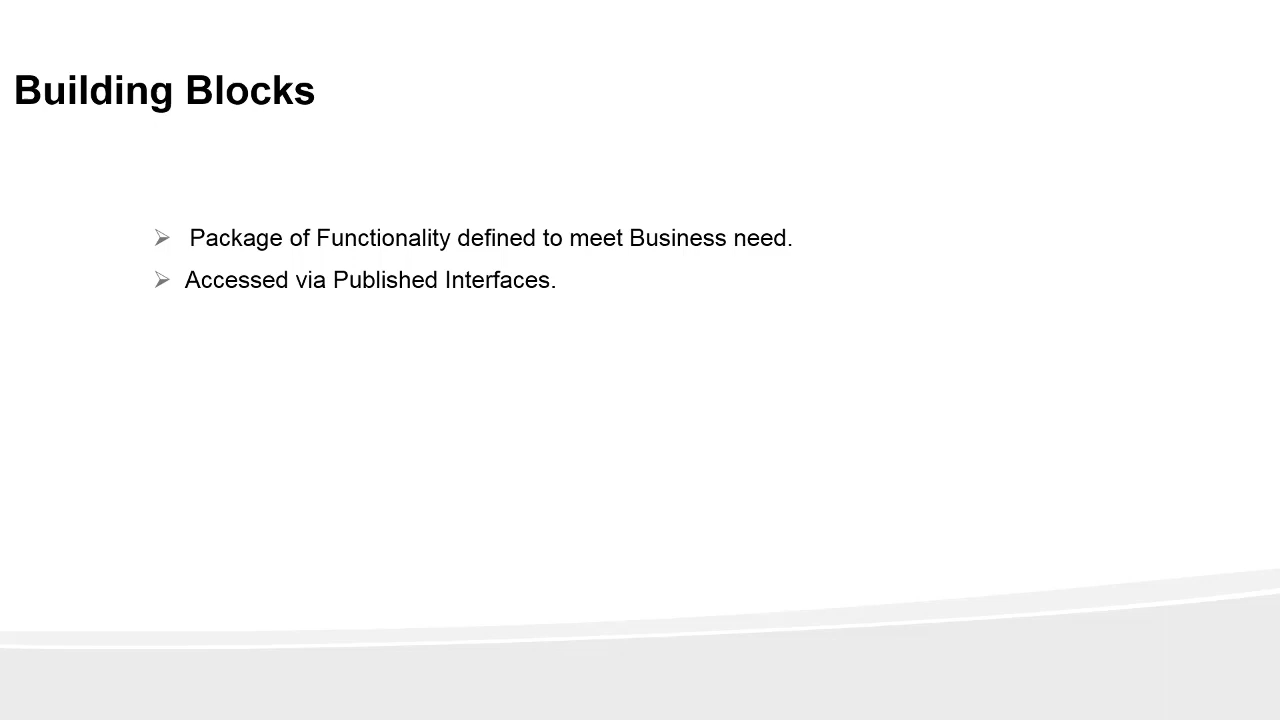 Building Blocks
Package of Functionality defined to meet Business need.
Accessed via Published Interfaces.